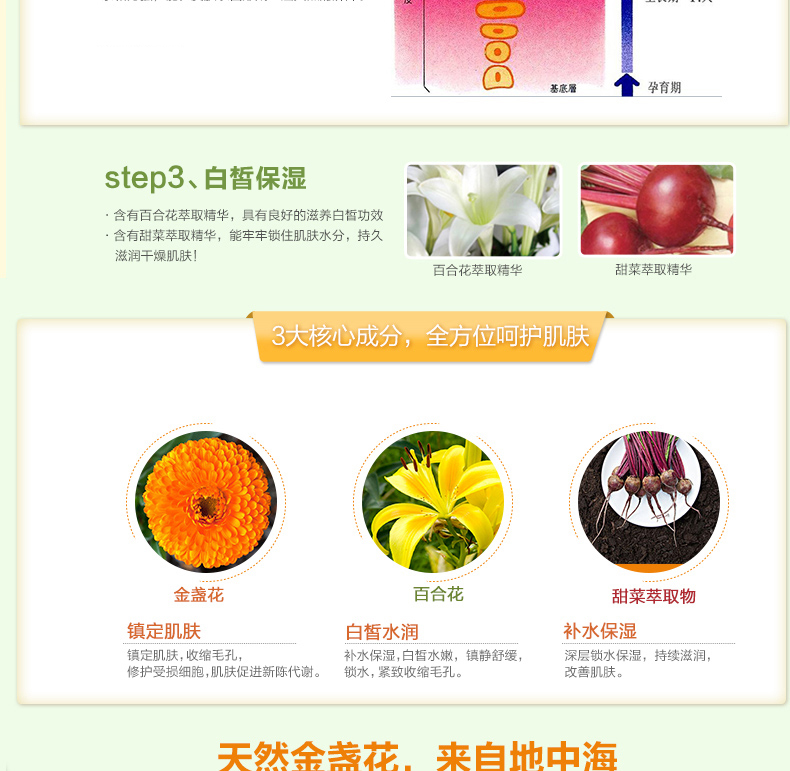 基底層
孕育期
step3、白皙保湿
· 含有百合花萃取精华，具有良好的滋养白皙功效
· 含有甜菜萃取精华，能牢牢锁住肌肤水分，持久
滋润干燥肌肤！
百合花萃取精华
甜菜萃取精华
3大核心成分，全方位呵护肌肤
金盏花
百合花
甜菜萃取物
镇定肌肤
镇定肌肤,收缩毛孔,
修护受损细胞,肌肤促进新陈代谢。
白皙水润
补水保湿,白皙水嫩，镇静舒缓,
锁水,紧致收缩毛孔。
补水保湿
深层锁水保湿，持续滋润,
改善肌肤。
天然金盏花，来自地中海